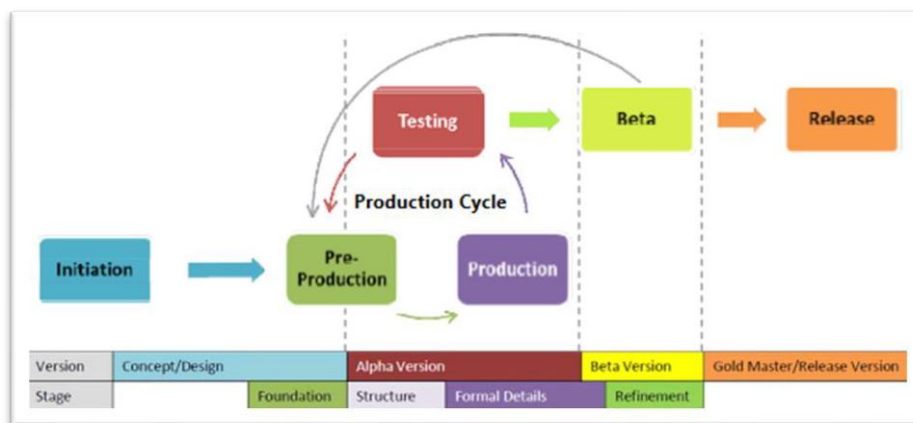 Testing
Beta
Release
Production Cycle
Initiation
Pre-
Production
Production
Version Concept/Design Alpha Version Beta Version Gold Master/Release Version
Stage Foundation Structure Formal Details Refinement